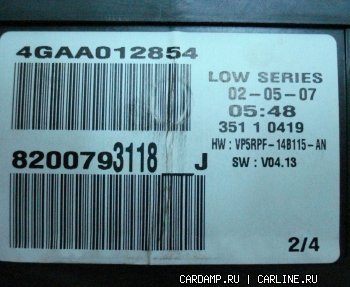 4GAA012854
LOW SERIES
02-05-07
05:48
351 1 0419
HW : VP5RPF-14B115-AN
SW : V04.13
8200793118__J
2/4
CARDAMP.RU | CARLINE.RU